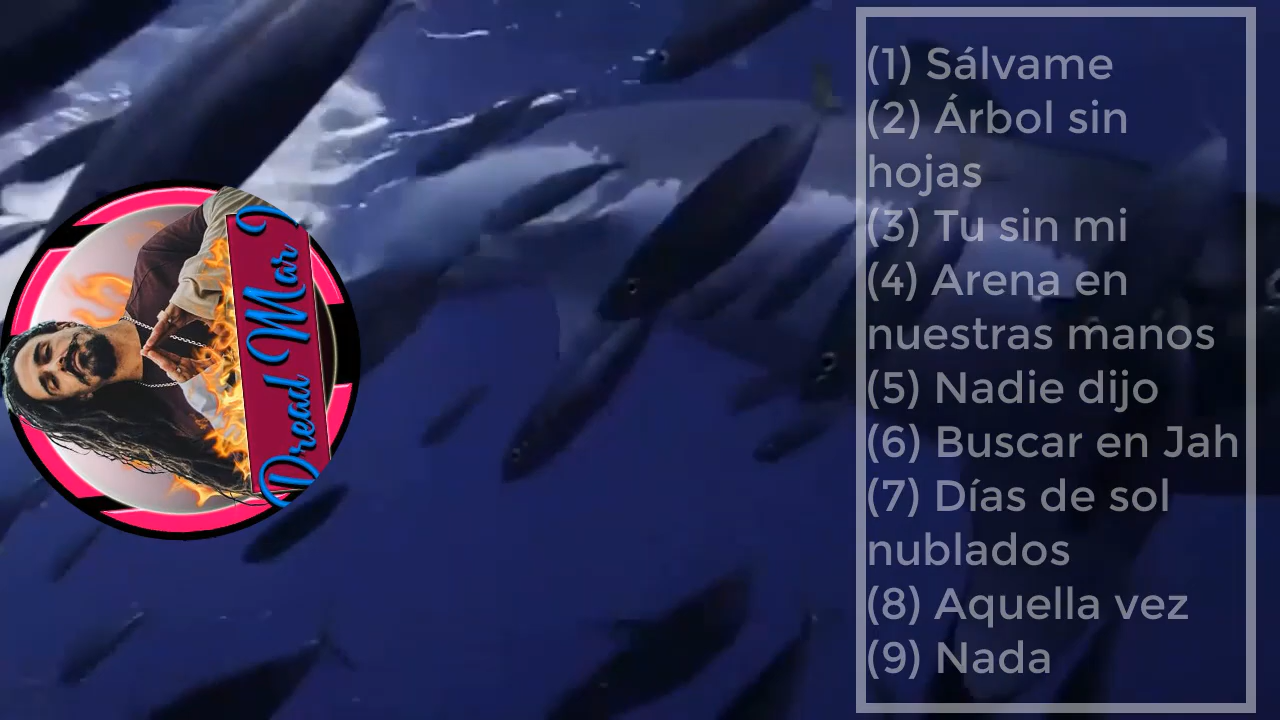 Dread Mar I
(1) Sálvame
(2) Árbol sin
hojas
(3) Tu sin mi
(4) Arena en
nuestras manos
(5) Nadie dijo
(6) Buscar en Jah
(7) Días de sol
nublados
(8) Aquella vez
(9) Nada